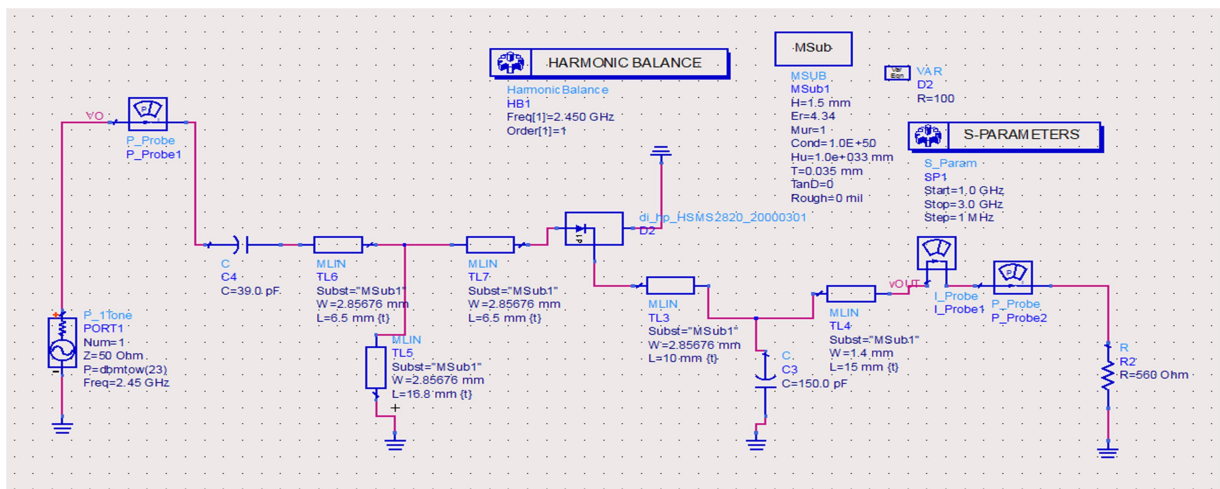 HARMONIC BALANCE
HarmonicBalance
HB1
Freq[1]=2.450 GHz
Order[1]=1
MSub
MSUB
MSub1
H=1.5 mm
Er=4.34
Mur=1
Cond=1.0E+50
Hu=1.0e+033 mm
T=0.035 mm
TanD=0
Rough=0 mil
Var
Eqn
VAR
D2
R=100
S-PARAMETERS
S_Param
SP1
Start=1.0 GHz
Stop=3.0 GHz
Step=1 MHz
P
P_Probe
P_Probe1
C
C4
C=39.0 pF
MLIN
TL6
Subst="MSub1"
W=2.85676 mm
L=6.5 mm {t}
MLIN
TL7
Subst="MSub1"
W=2.85676 mm
L=6.5 mm {t}
di_hp_HSMS2820_20000301
D2
MLIN
TL3
Subst="MSub1"
W=2.85676 mm
L=10 mm {t}
MLIN
TL4
Subst="MSub1"
W=1.4 mm
L=15 mm {t}
vOUT
I_Probe
I_Probe1
P
P_Probe
P_Probe2
P_1Tone
PORT1
Num=1
Z=50 Ohm
P=dbmtow(23)
Freq=2.45 GHz
MLIN
TL5
Subst="MSub1"
W=2.85676 mm
L=16.8 mm {t}
C
C3
C=150.0 pF
R
R2
R=560 Ohm